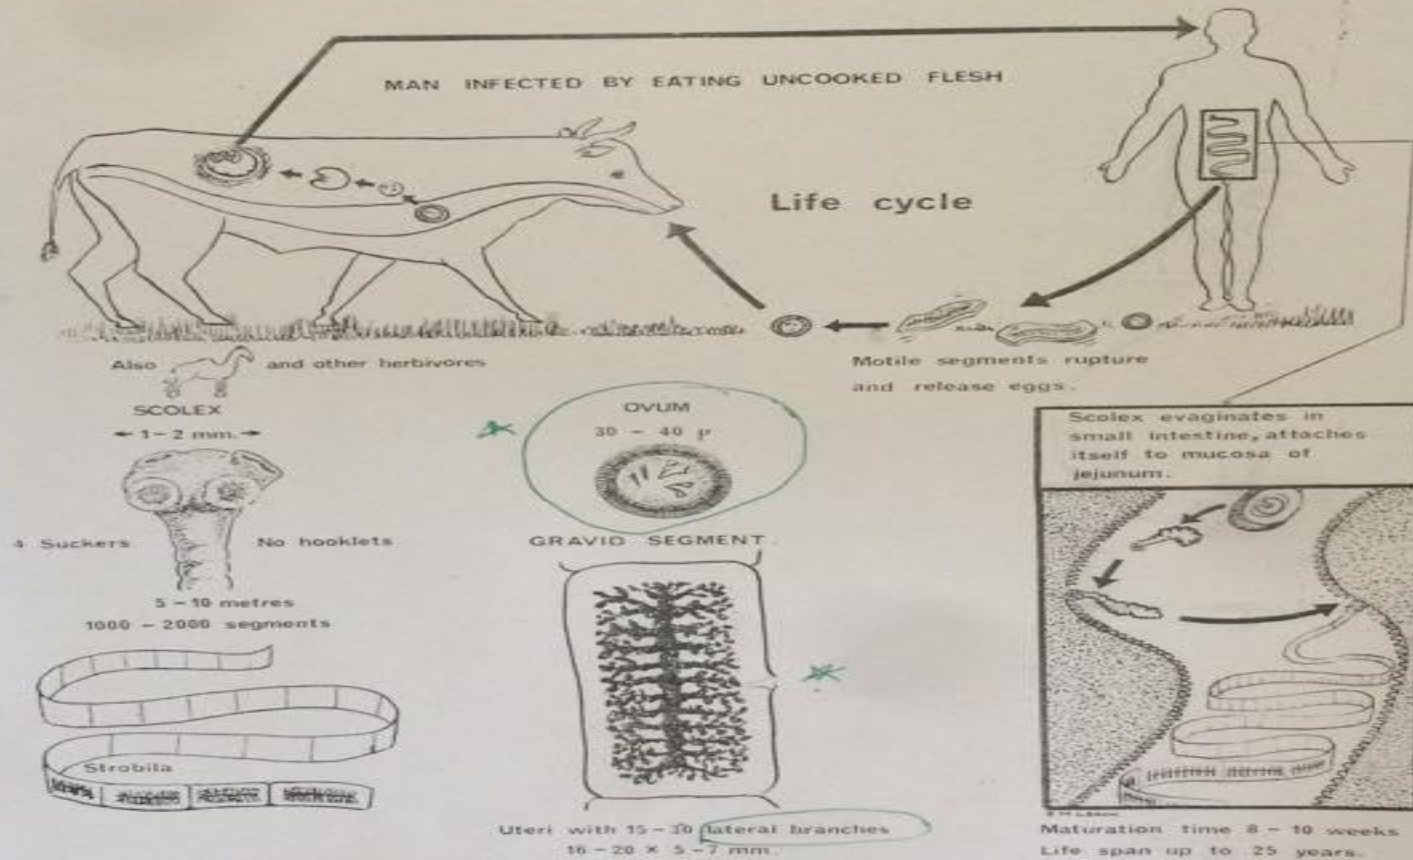 MAN INFECTED BY EATING UNCOOKED FLESH
Life cycle
Also and other herbivores
Motile segments rupture
and release eggs.
SCOLEX
1-2 mm.
4 Suckers
No hooklets
5-10 metres
1000-2000 segments
Strobila
OVUM
30-40 μ
GRAVID SEGMENT.
Uteri with 15-30 lateral branches
16-20 × 5-7 mm.
Scolex evaginates in
small intestine, attaches
itself to mucosa of
jejunum.
Maturation time 8-10 weeks
Life span up to 25 years.